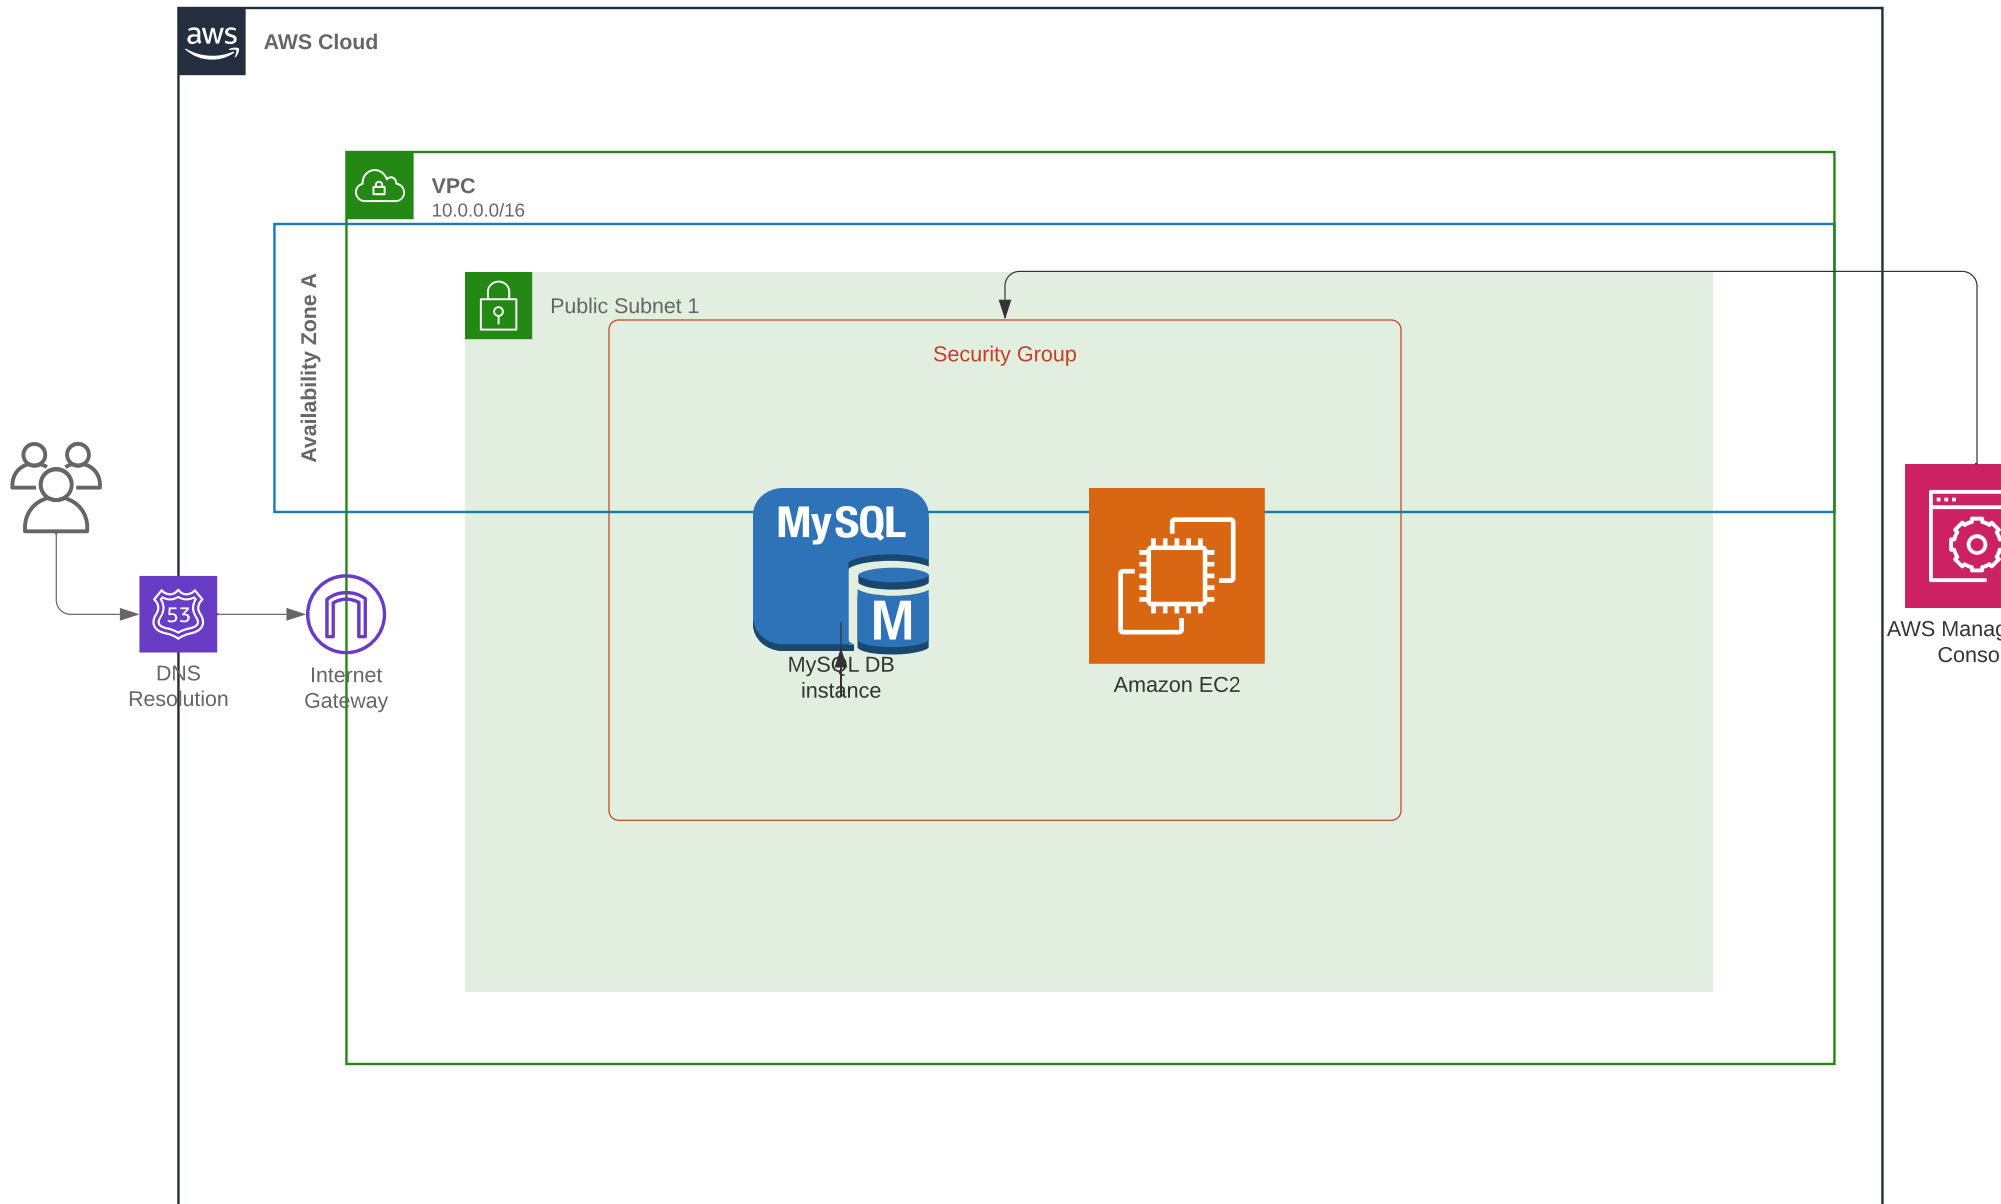 aws
AWS Cloud
VPC
10.0.0.0/16
Availability Zone A
Public Subnet 1
Security Group
MySQL
M
MySQL DB
instance
Amazon EC2
53
DNS
Resolution
Internet
Gateway
AWS Manag
Conso